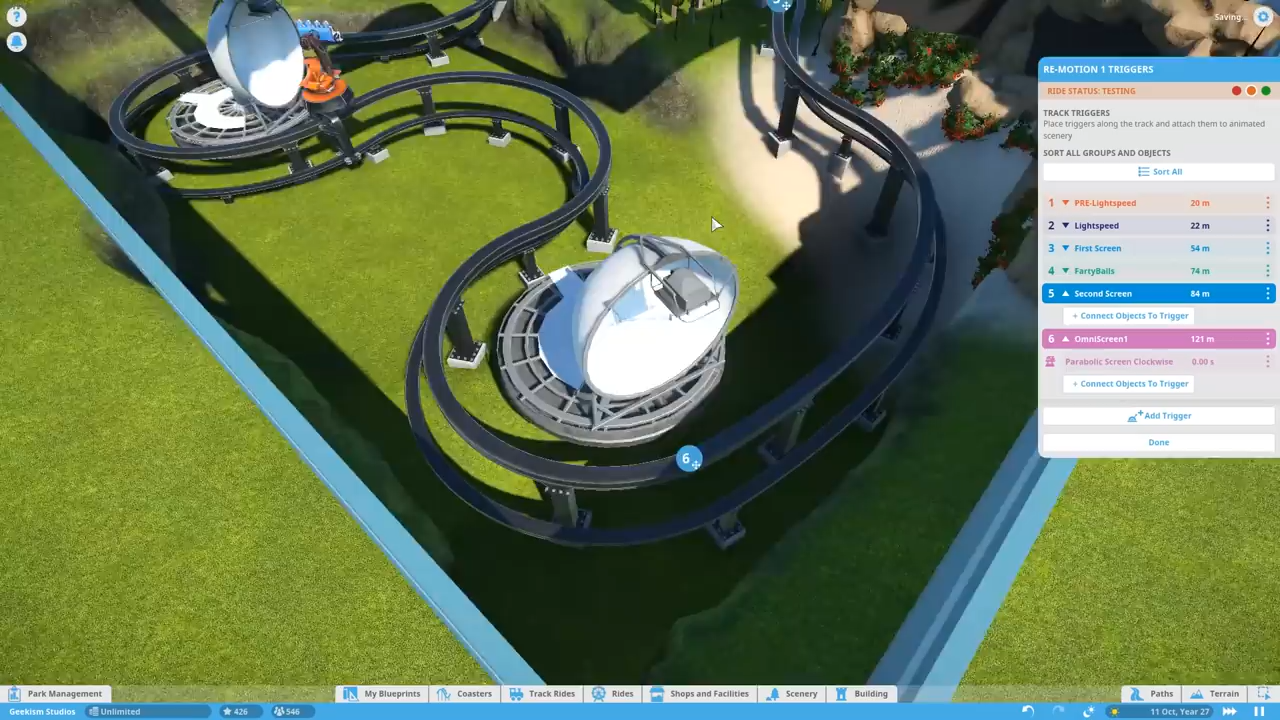 Saving...
RE-MOTION 1 TRIGGERS
RIDE STATUS: TESTING
TRACK TRIGGERS
Place triggers along the track and attach them to animated
scenery
SORT ALL GROUPS AND OBJECTS
Sort All
1 PRE-Lightspeed 20 m
2 Lightspeed 22 m
3 First Screen 54 m
4 FartyBalls 74 m
5 Second Screen 84 m
+ Connect Objects To Trigger
6 OmniScreen1 121 m
Parabolic Screen Clockwise 0.00 s
+ Connect Objects To Trigger
Add Trigger
Done
6
Park Management My Blueprints Coasters Track Rides Rides Shops and Facilities Scenery Building Paths Terrain
Geekism Studios Unlimited 426 546 11 Oct, Year 27